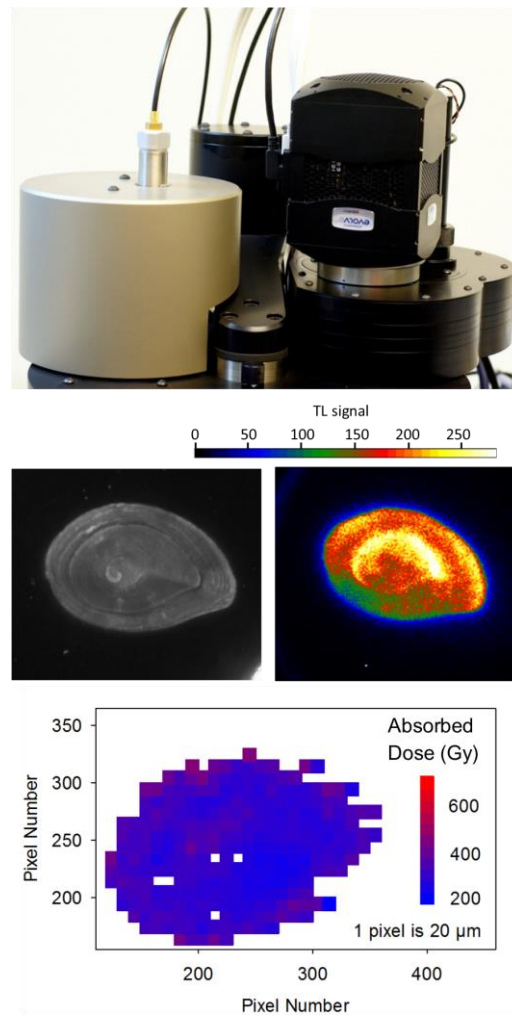 evolve
TL signal
0 50 100 150 200 250
350
300
250
200
Pixel Number
Absorbed
Dose (Gy)
600
400
200
1 pixel is 20 µm
200 300 400
Pixel Number